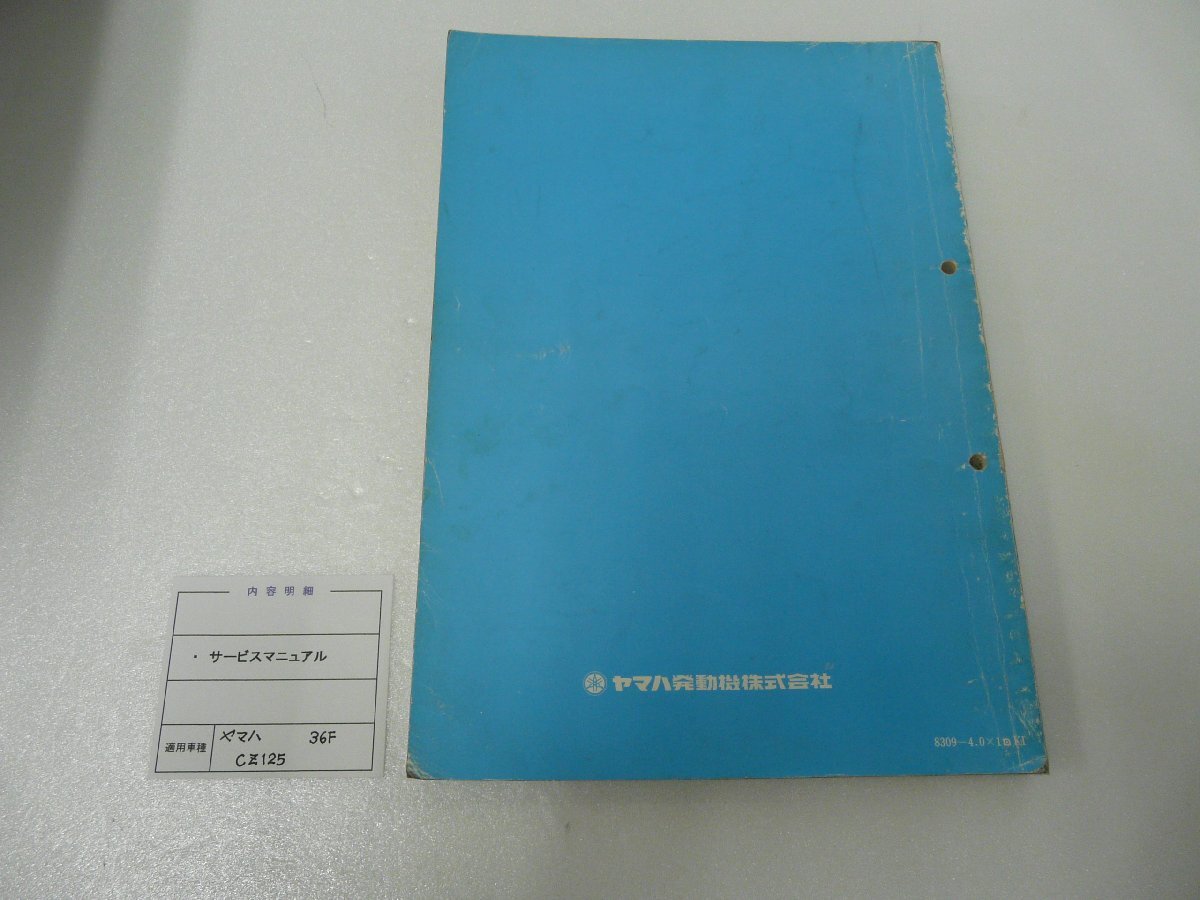 内容明細
・サービスマニュアル
適用車種
ヤマハ 36F
CZ125
ヤマハ発動機株式会社
8309-4.0×1